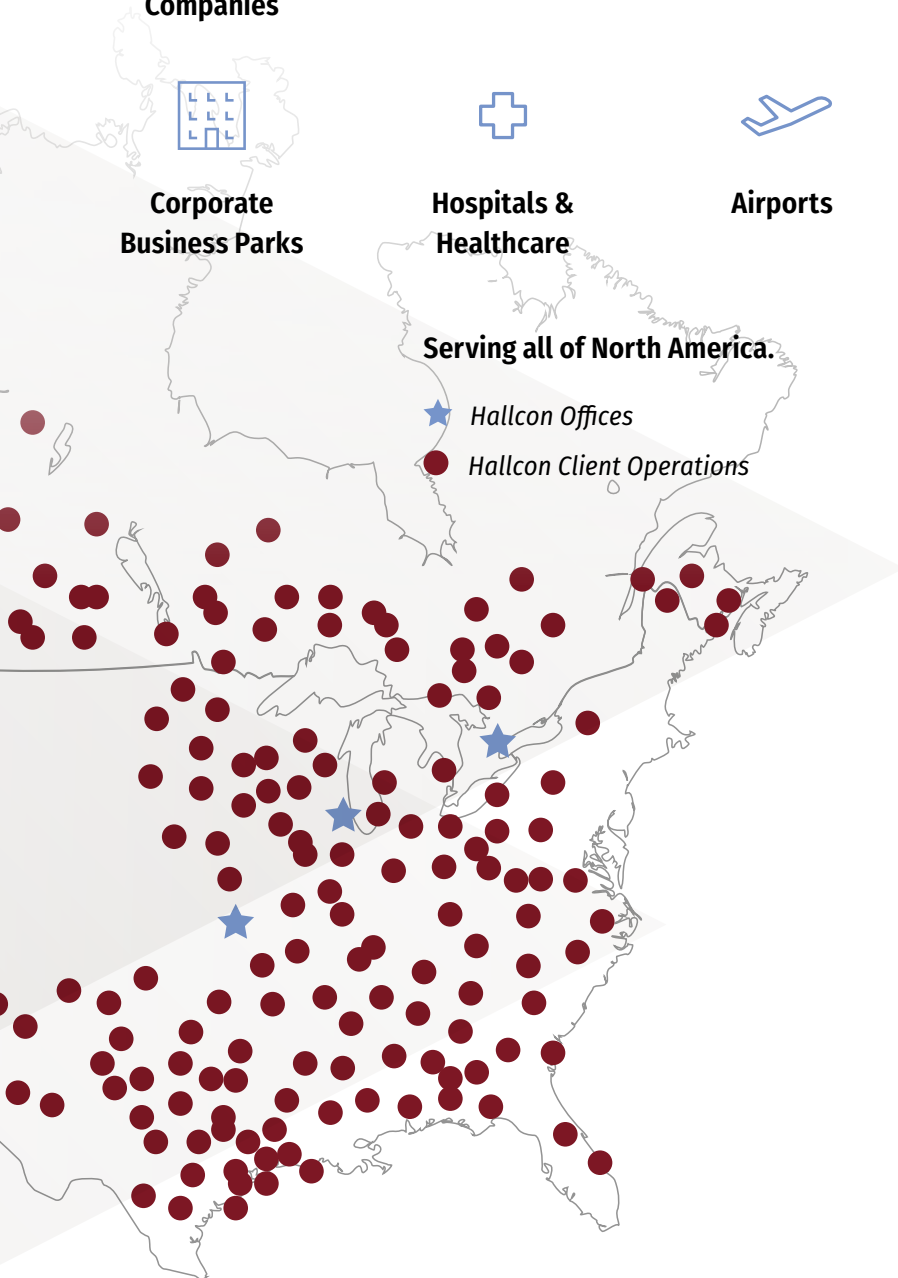 Companies
Corporate
Business Parks
Hospitals &
Healthcare
Airports
Serving all of North America.
Hallcon Offices
Hallcon Client Operations